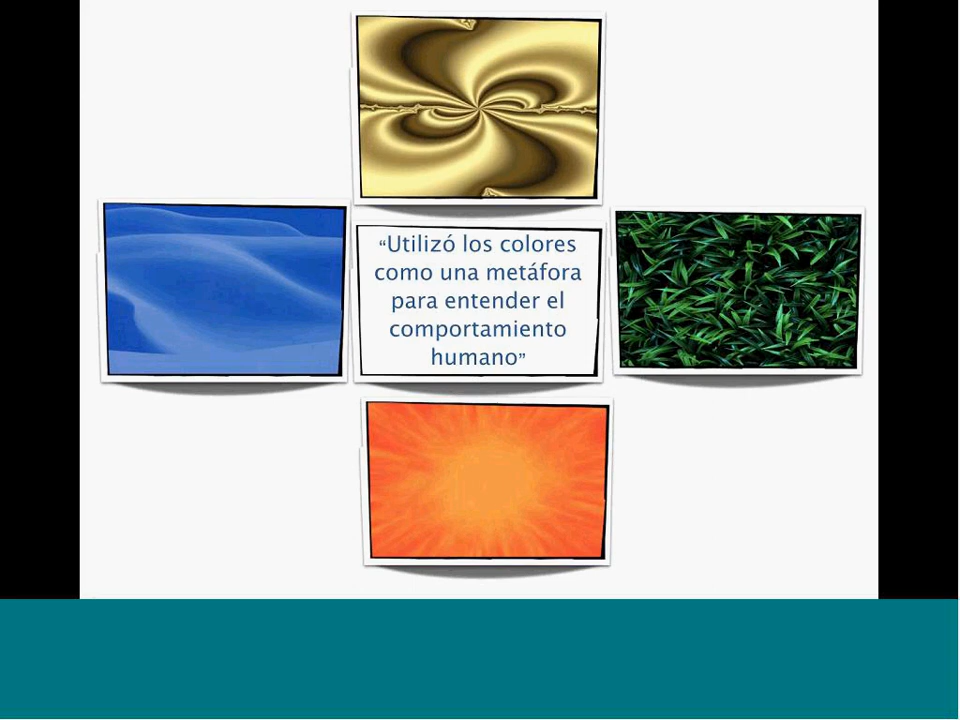 “Utilizó los colores
como una metáfora
para entender el
comportamiento
humano”